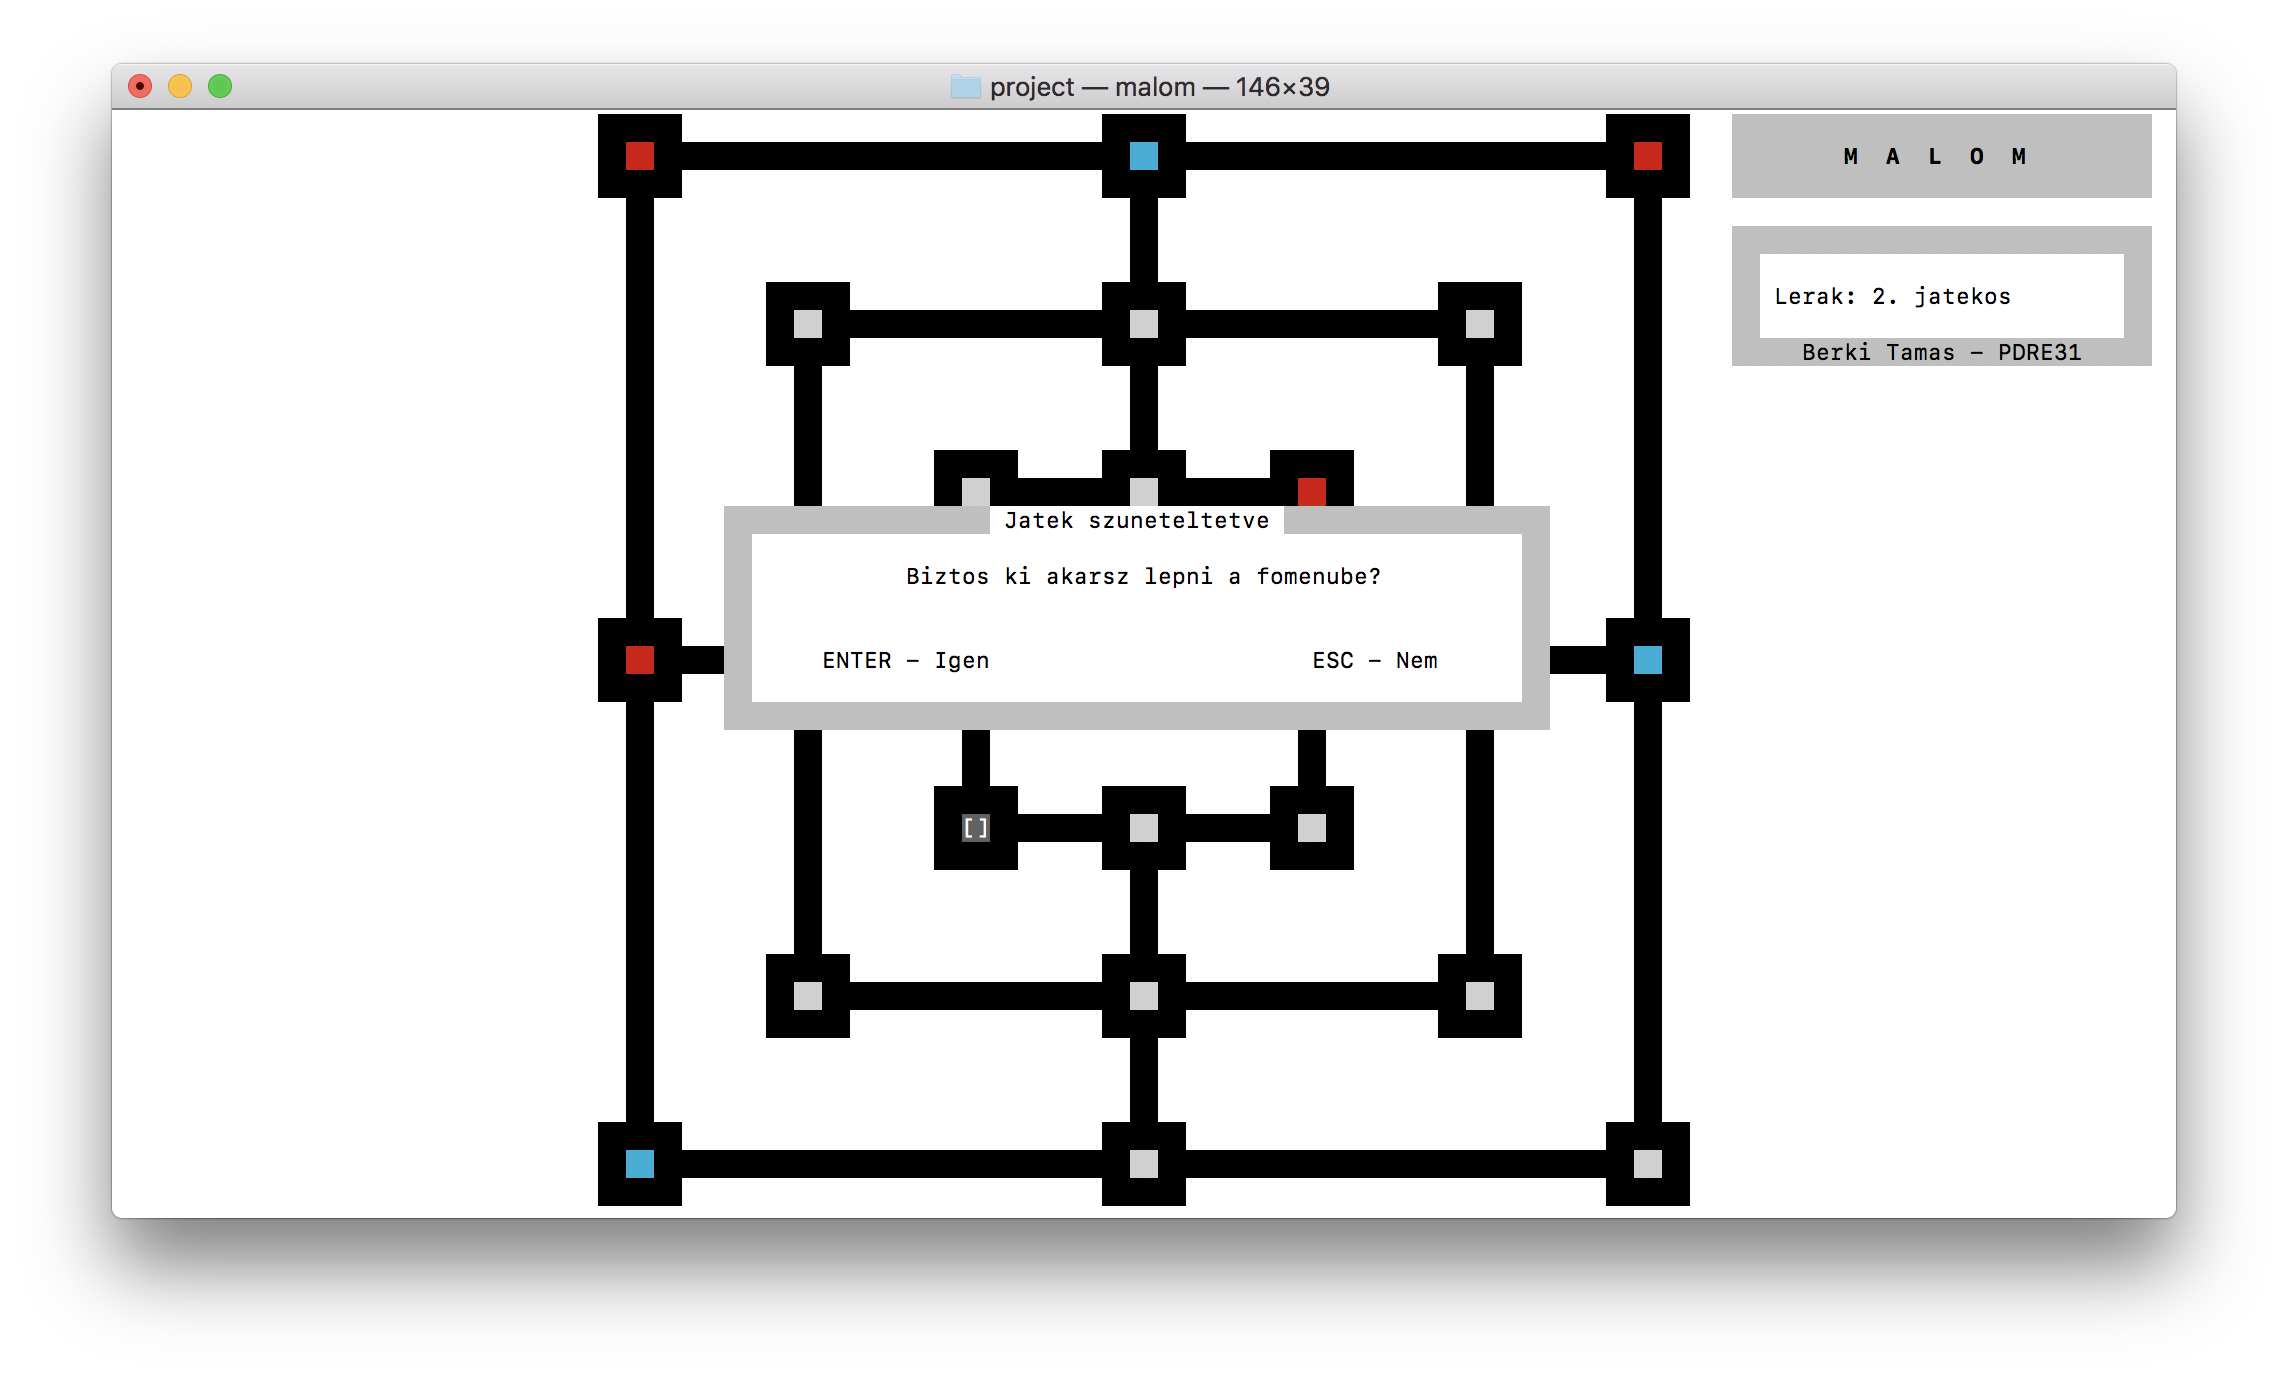 project — malom — 146×39
M A L O M
Lerak: 2. jatekos
Berki Tamas - PDRE31
Jatek szuneteltetve
Biztos ki akarsz lepni a fomenube?
ENTER - Igen ESC - Nem
[]